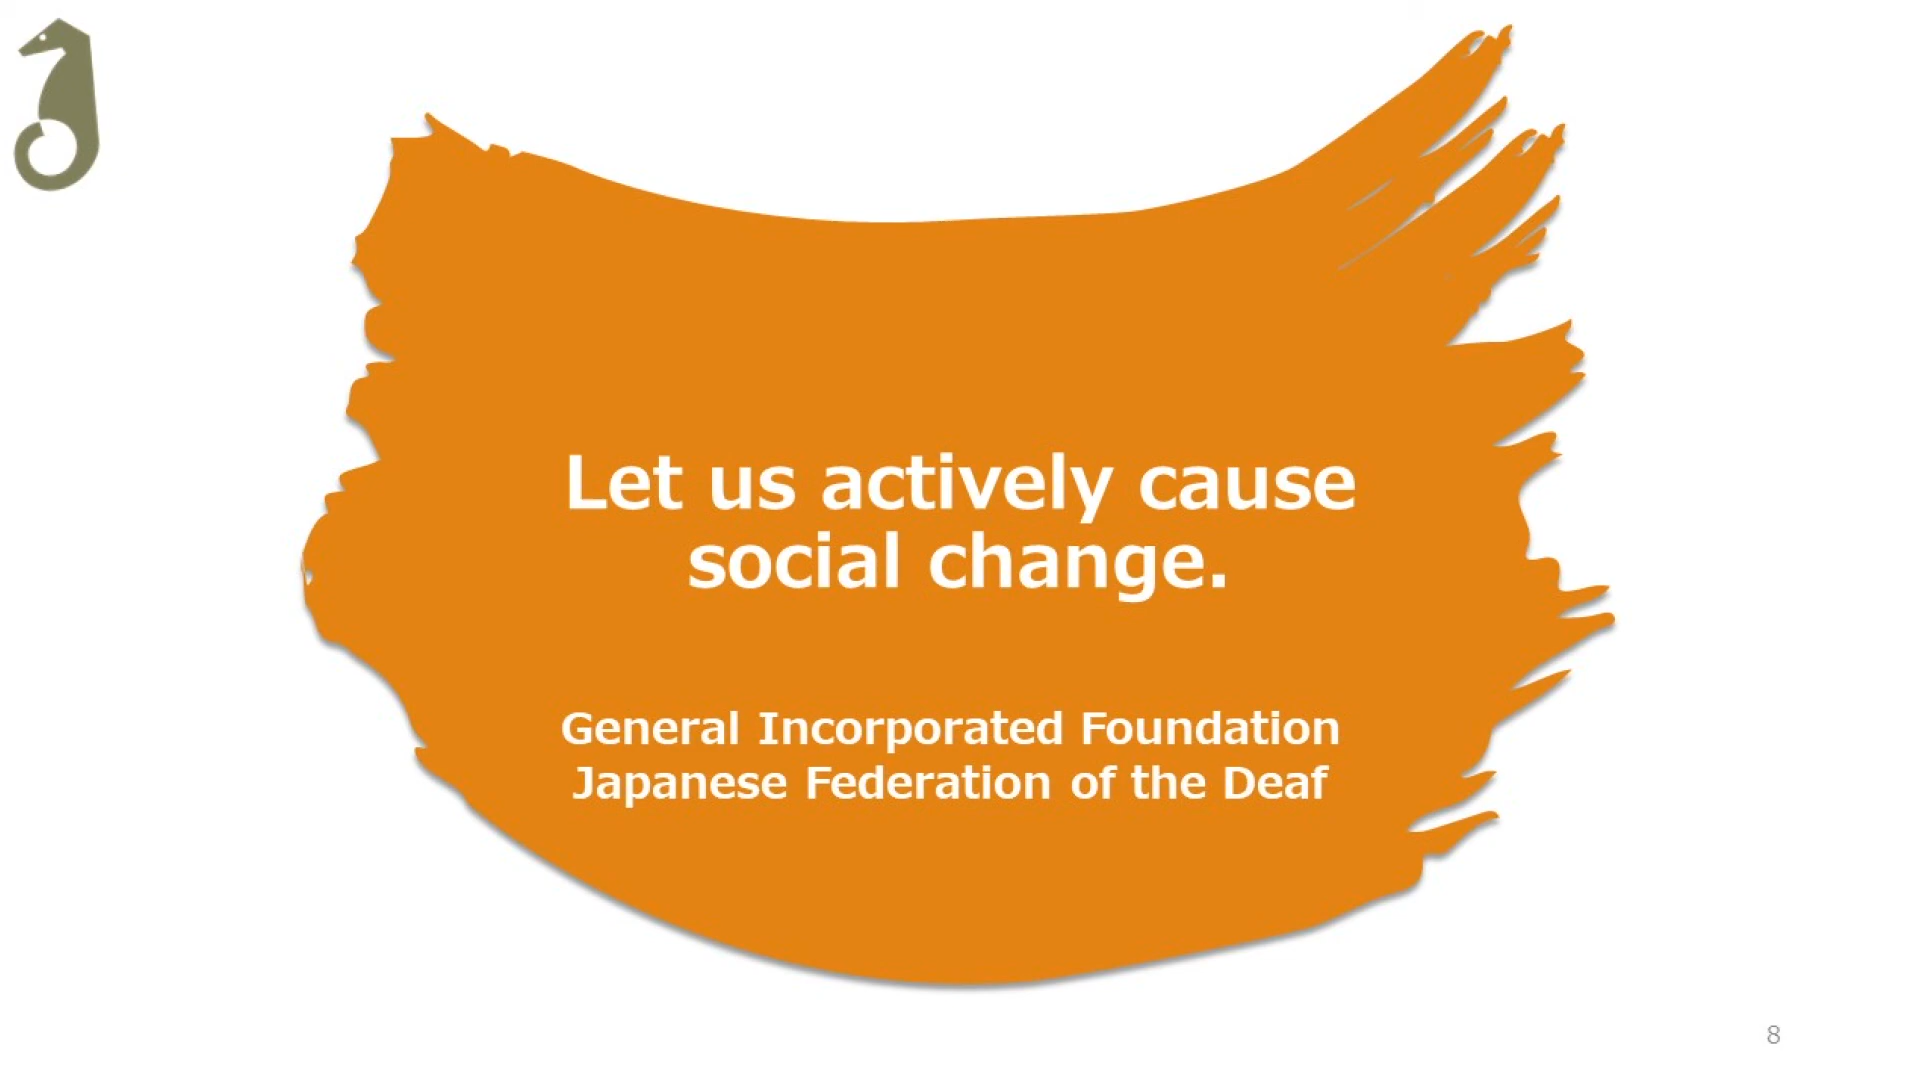 Let us actively cause
social change.
General Incorporated Foundation
Japanese Federation of the Deaf
8